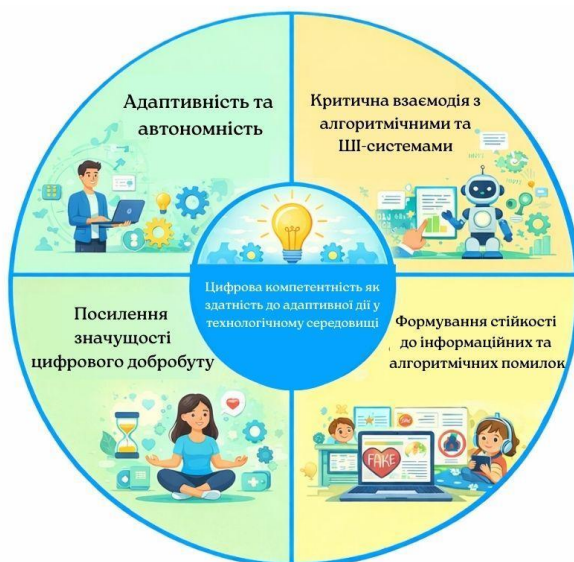 Адаптивність та
автономність
Критична взаємодія з
алгоритмічними та
ШІ-системами
Цифрова компетентність як
здатність до адаптивної дії у
технологічному середовищі
Посилення
значущості
цифрового добробуту
Формування стійкості
до інформаційних та
алгоритмічних помилок
FAKE